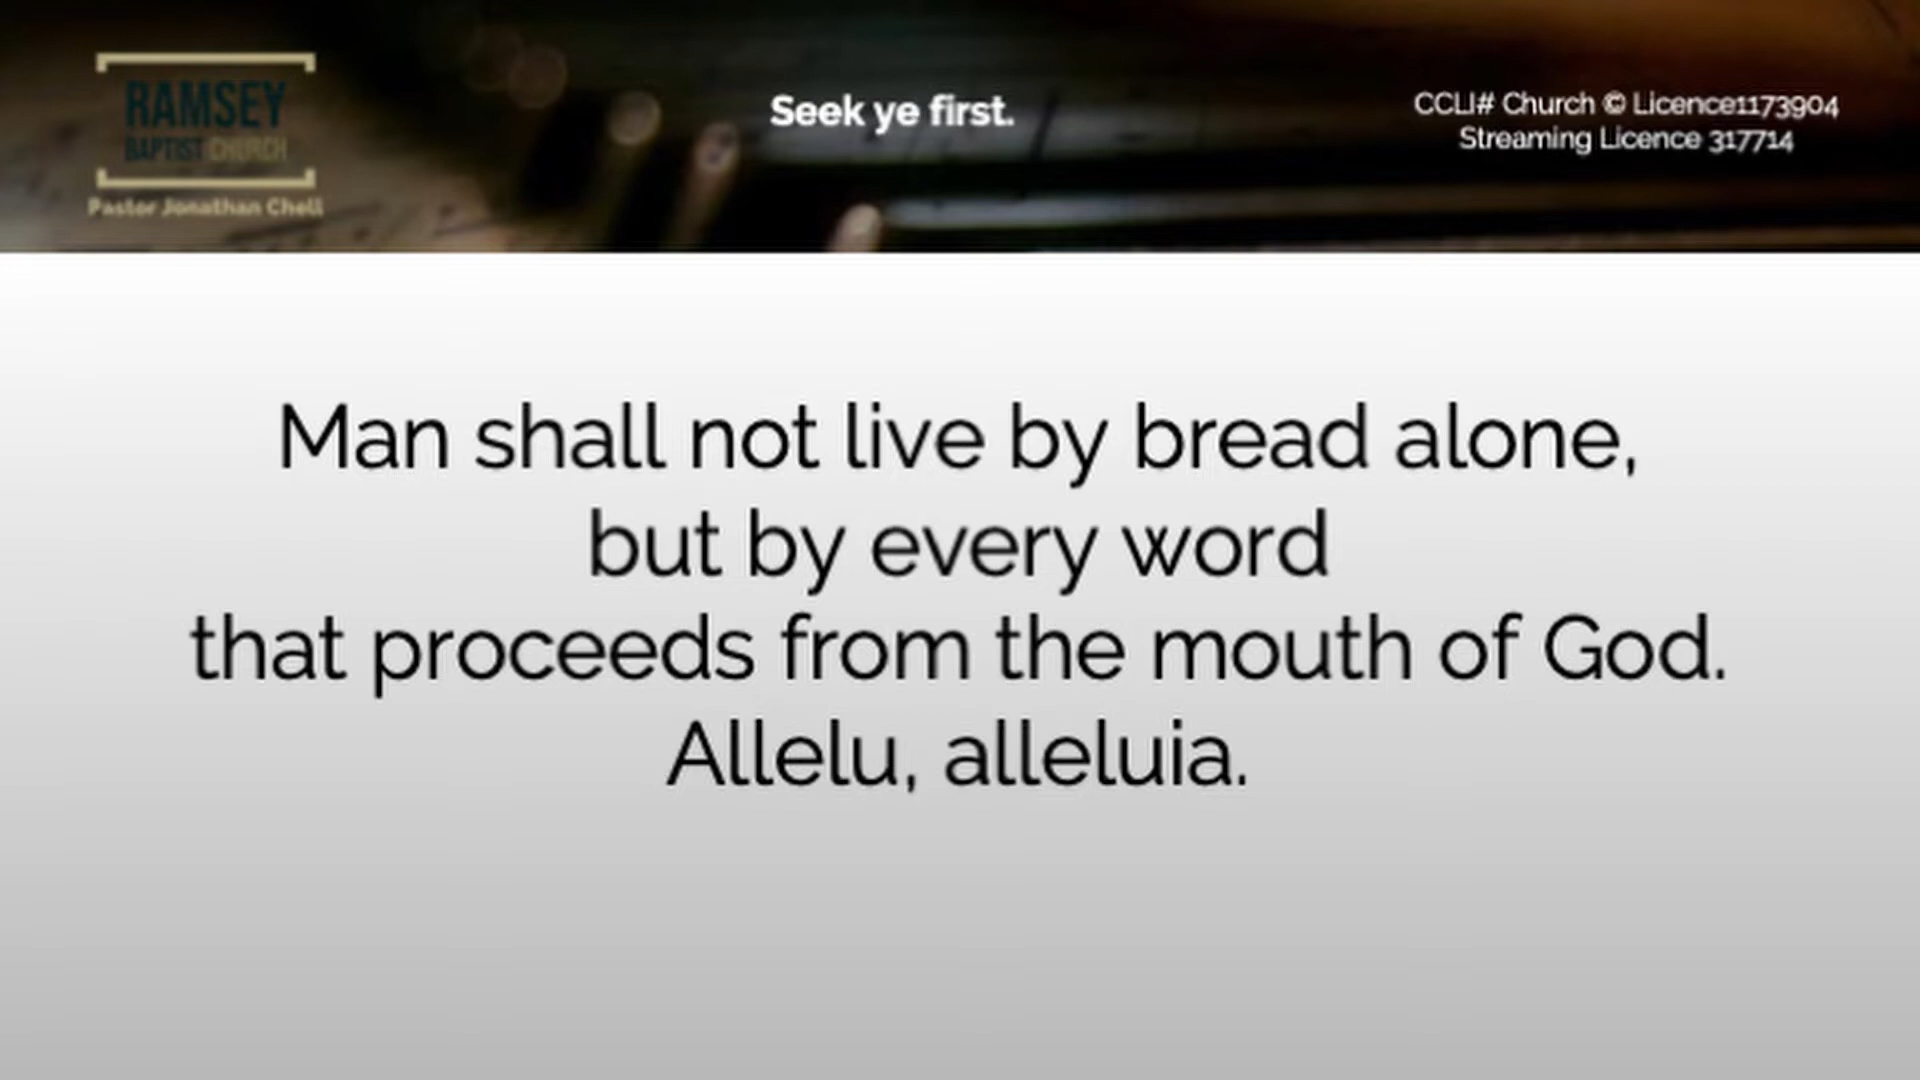 RAMSEY
BAPTIST CHURCH
Pastor Jonathan Chell
Seek ye first.
CCLI# Church © Licence1173904
Streaming Licence 317714
Man shall not live by bread alone,
but by every word
that proceeds from the mouth of God.
Allelu, alleluia.